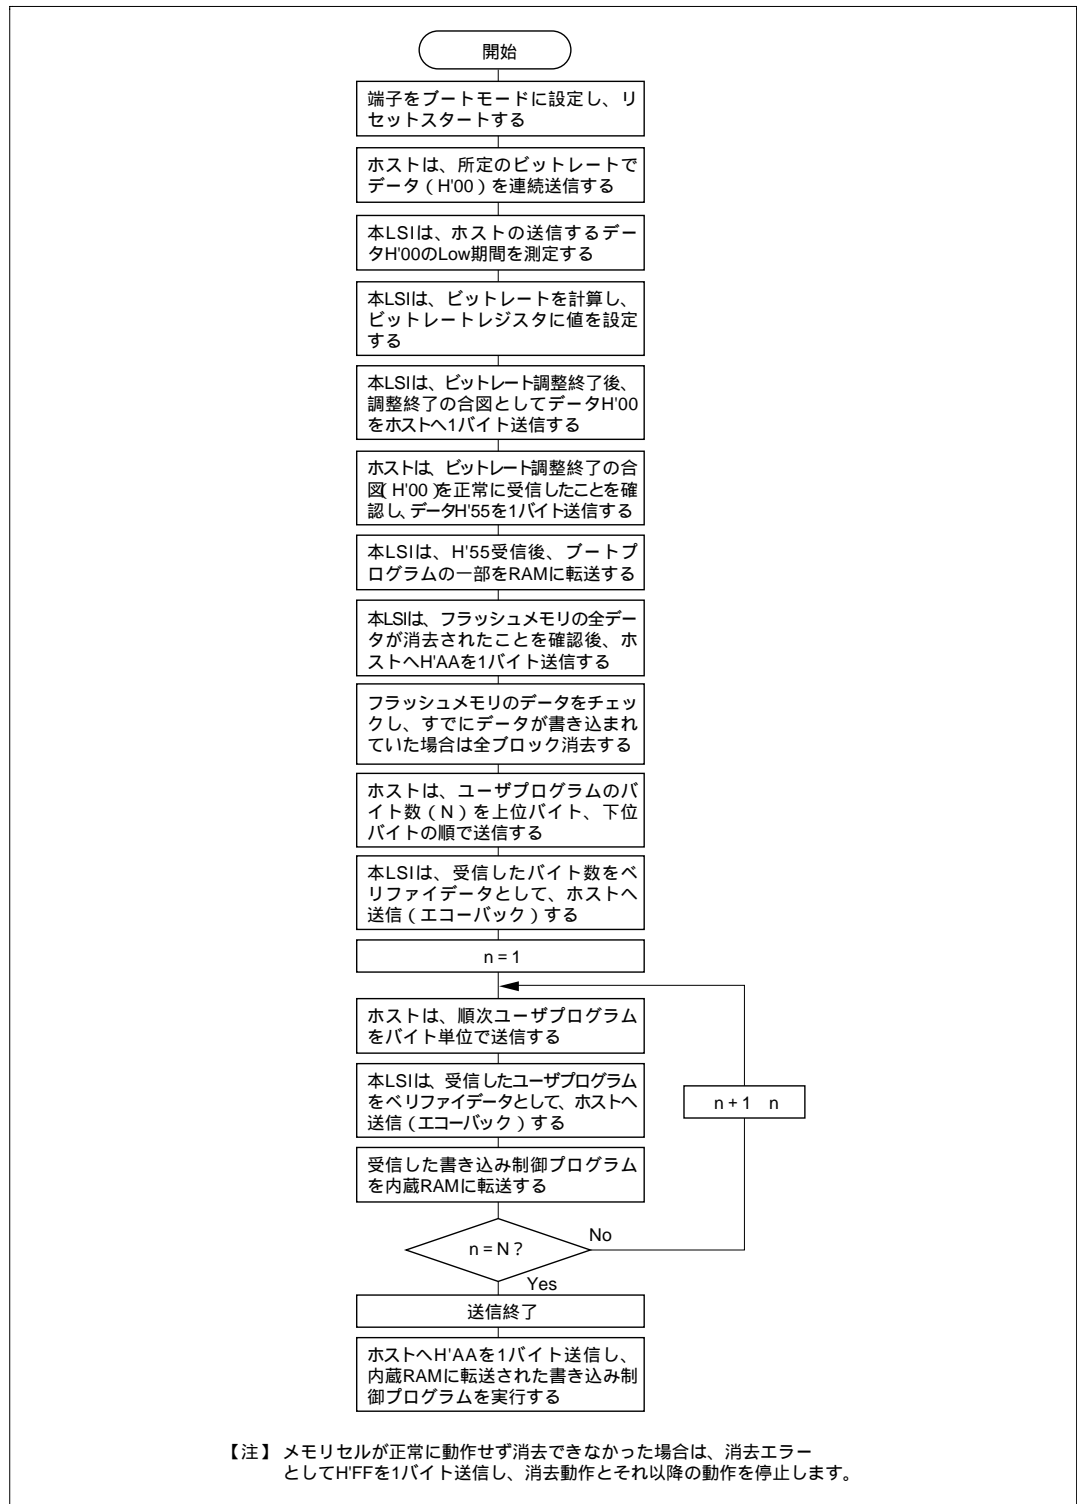 開始
端子をブートモードに設定し、リ
セットスタートする
ホストは、所定のビットレートで
データ（H'00）を連続送信する
本LSIは、ホストの送信するデー
タH'00のLow期間を測定する
本LSIは、ビットレートを計算し、
ビットレートレジスタに値を設定
する
本LSIは、ビットレート調整終了後、
調整終了の合図としてデータH'00
をホストへ1バイト送信する
ホストは、ビットレート調整終了の合
図（H'00）を正常に受信したことを確
認し、データH'55を1バイト送信する
本LSIは、H'55受信後、ブートプ
ログラムの一部をRAMに転送する
本LSIは、フラッシュメモリの全デー
タが消去されたことを確認後、ホ
ストへH'AAを1バイト送信する
フラッシュメモリのデータをチェッ
クし、すでにデータが書き込まれ
ていた場合は全ブロック消去する
ホストは、ユーザプログラムのバ
イト数（N）を上位バイト、下位
バイトの順で送信する
本LSIは、受信したバイト数をベ
リファイデータとして、ホストへ
送信（エコーバック）する
n = 1
ホストは、順次ユーザプログラム
をバイト単位で送信する
本LSIは、受信したユーザプログラム
をベリファイデータとして、ホストへ
送信（エコーバック）する
n + 1 n
受信した書き込み制御プログラム
を内蔵RAMに転送する
n = N ?
No
Yes
送信終了
ホストへH'AAを1バイト送信し、
内蔵RAMに転送された書き込み制
御プログラムを実行する
【注】 メモリセルが正常に動作せず消去できなかった場合は、消去エラー
としてH'FFを1バイト送信し、消去動作とそれ以降の動作を停止します。